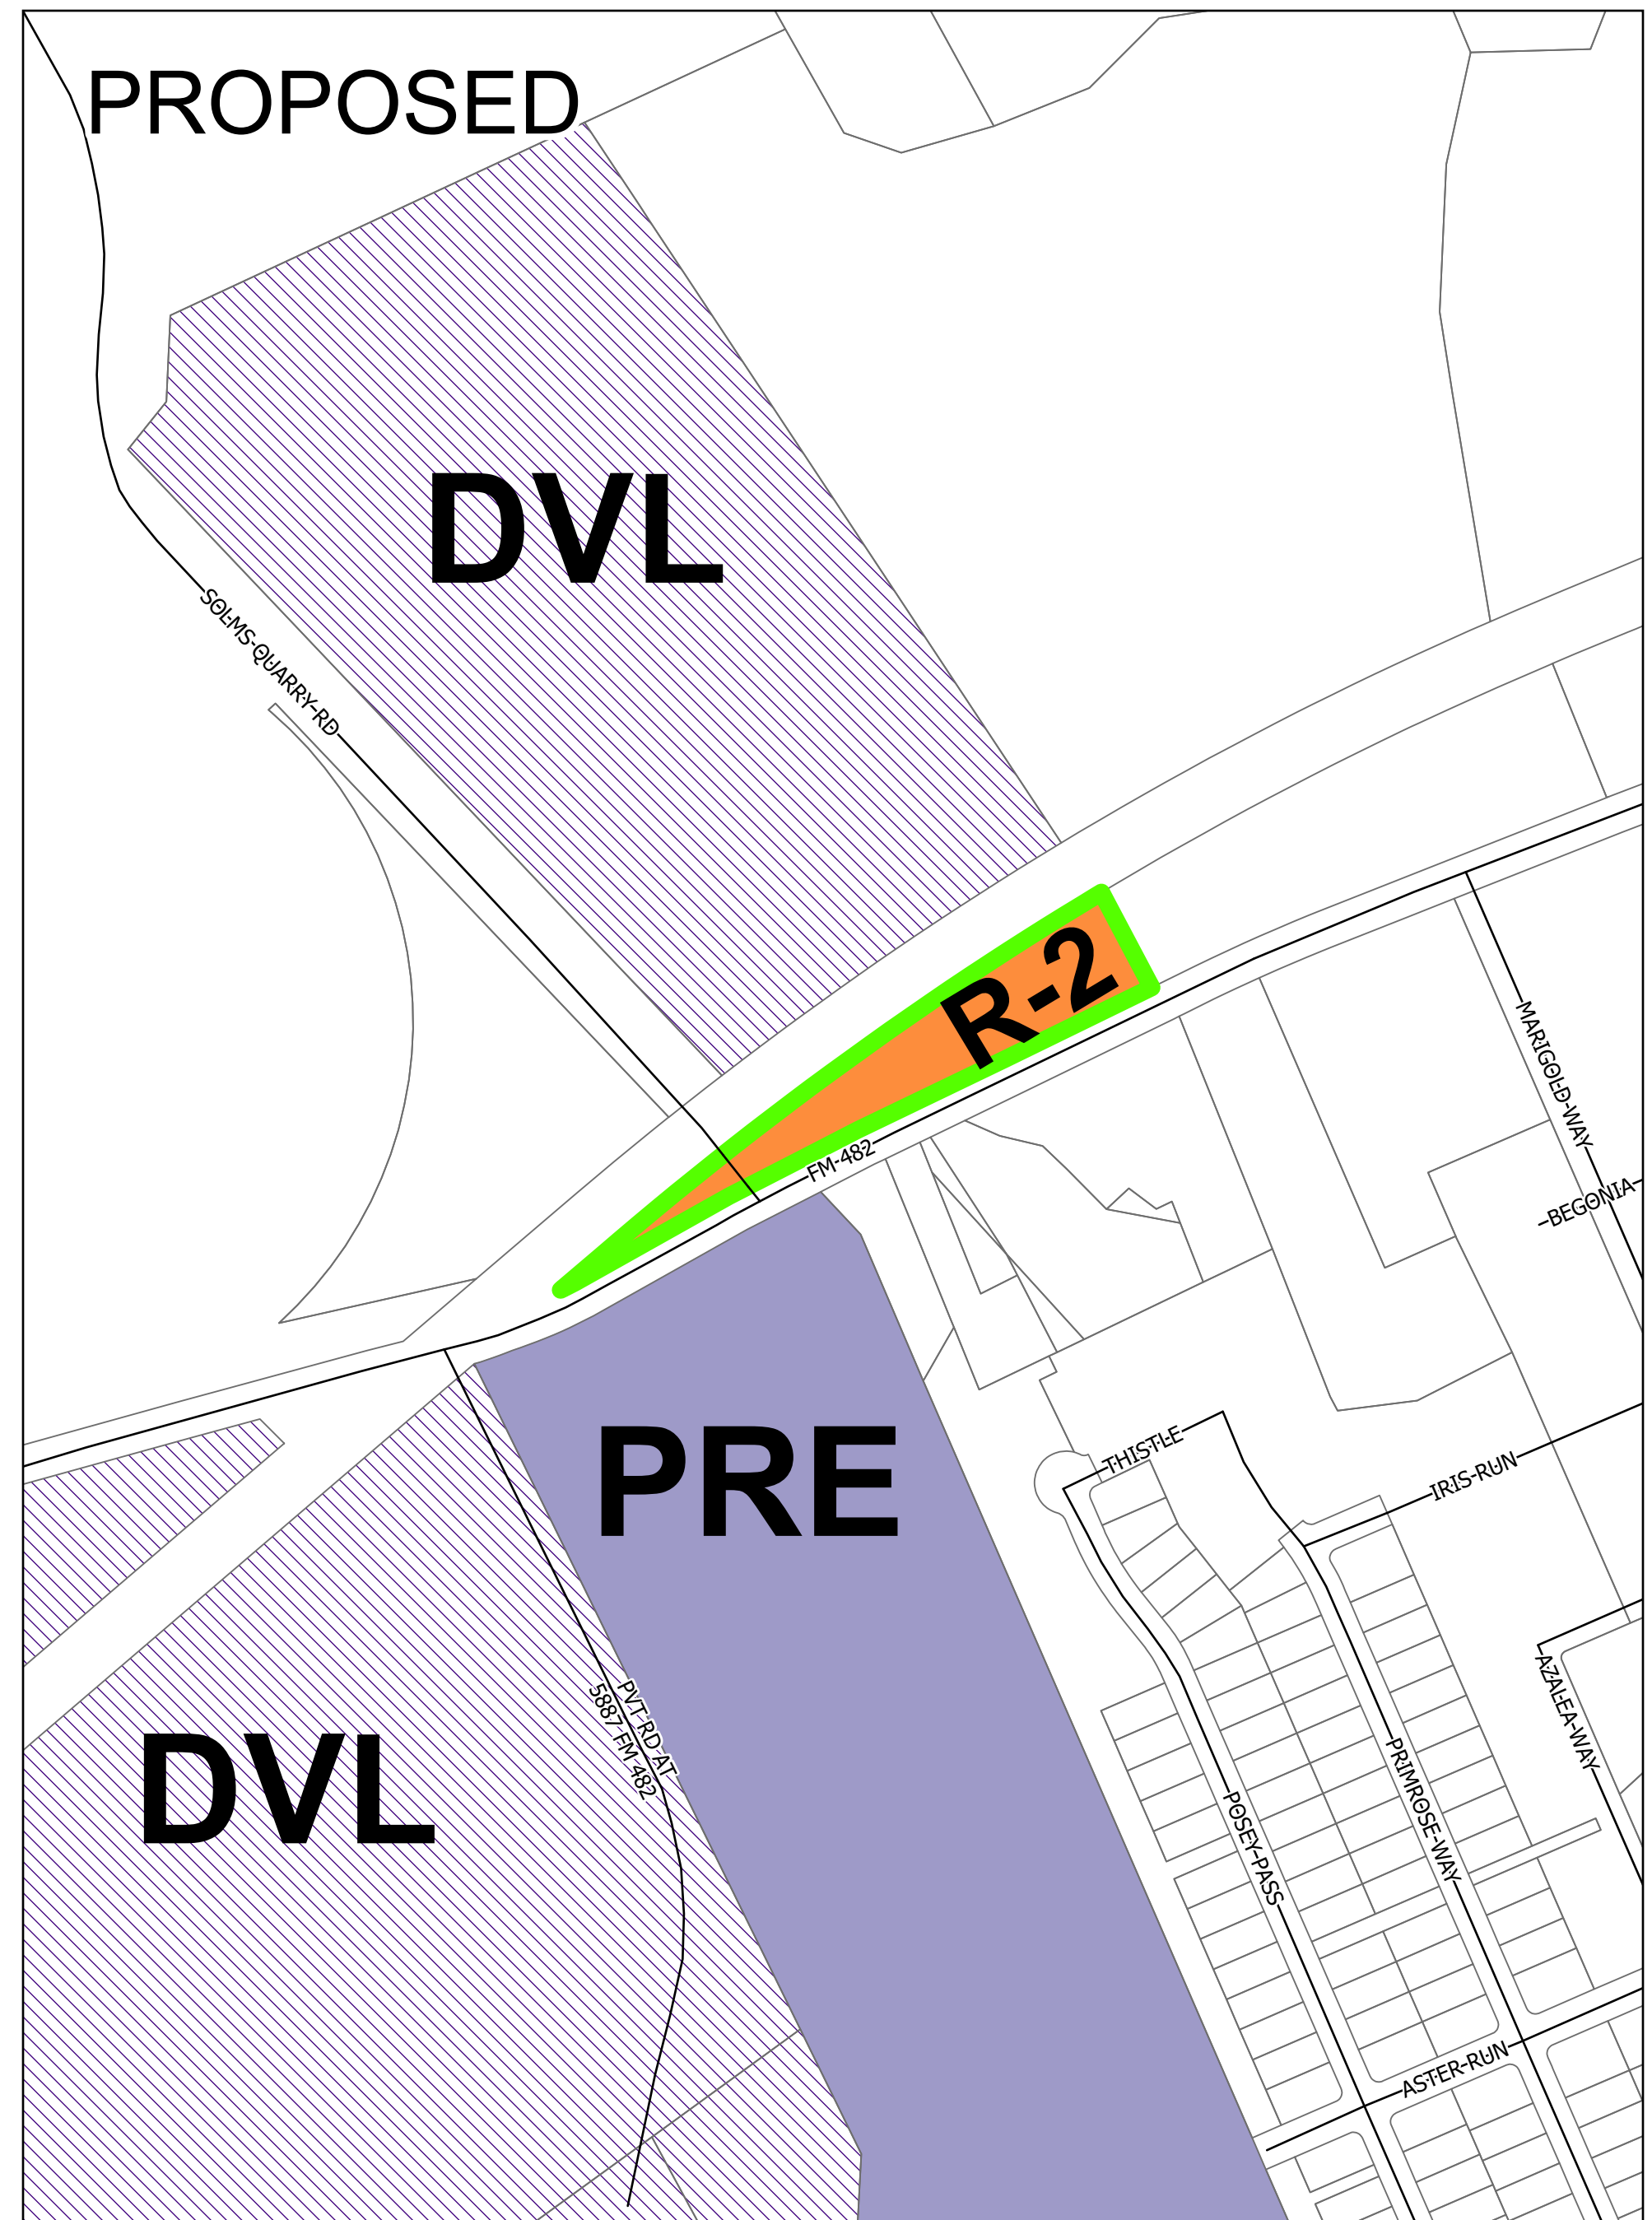 PROPOSED
DVL
SOLMS-QUARRY-RD
R-2
FM-482
MARIGOLD-WAY
BEGONIA
PRE
THISTLE
IRIS-RUN
PVT RD AT
5887 FM 482
DVL
AZALEA-WAY
PRIMROSE-WAY
POSEY-PASS
ASTER-RUN